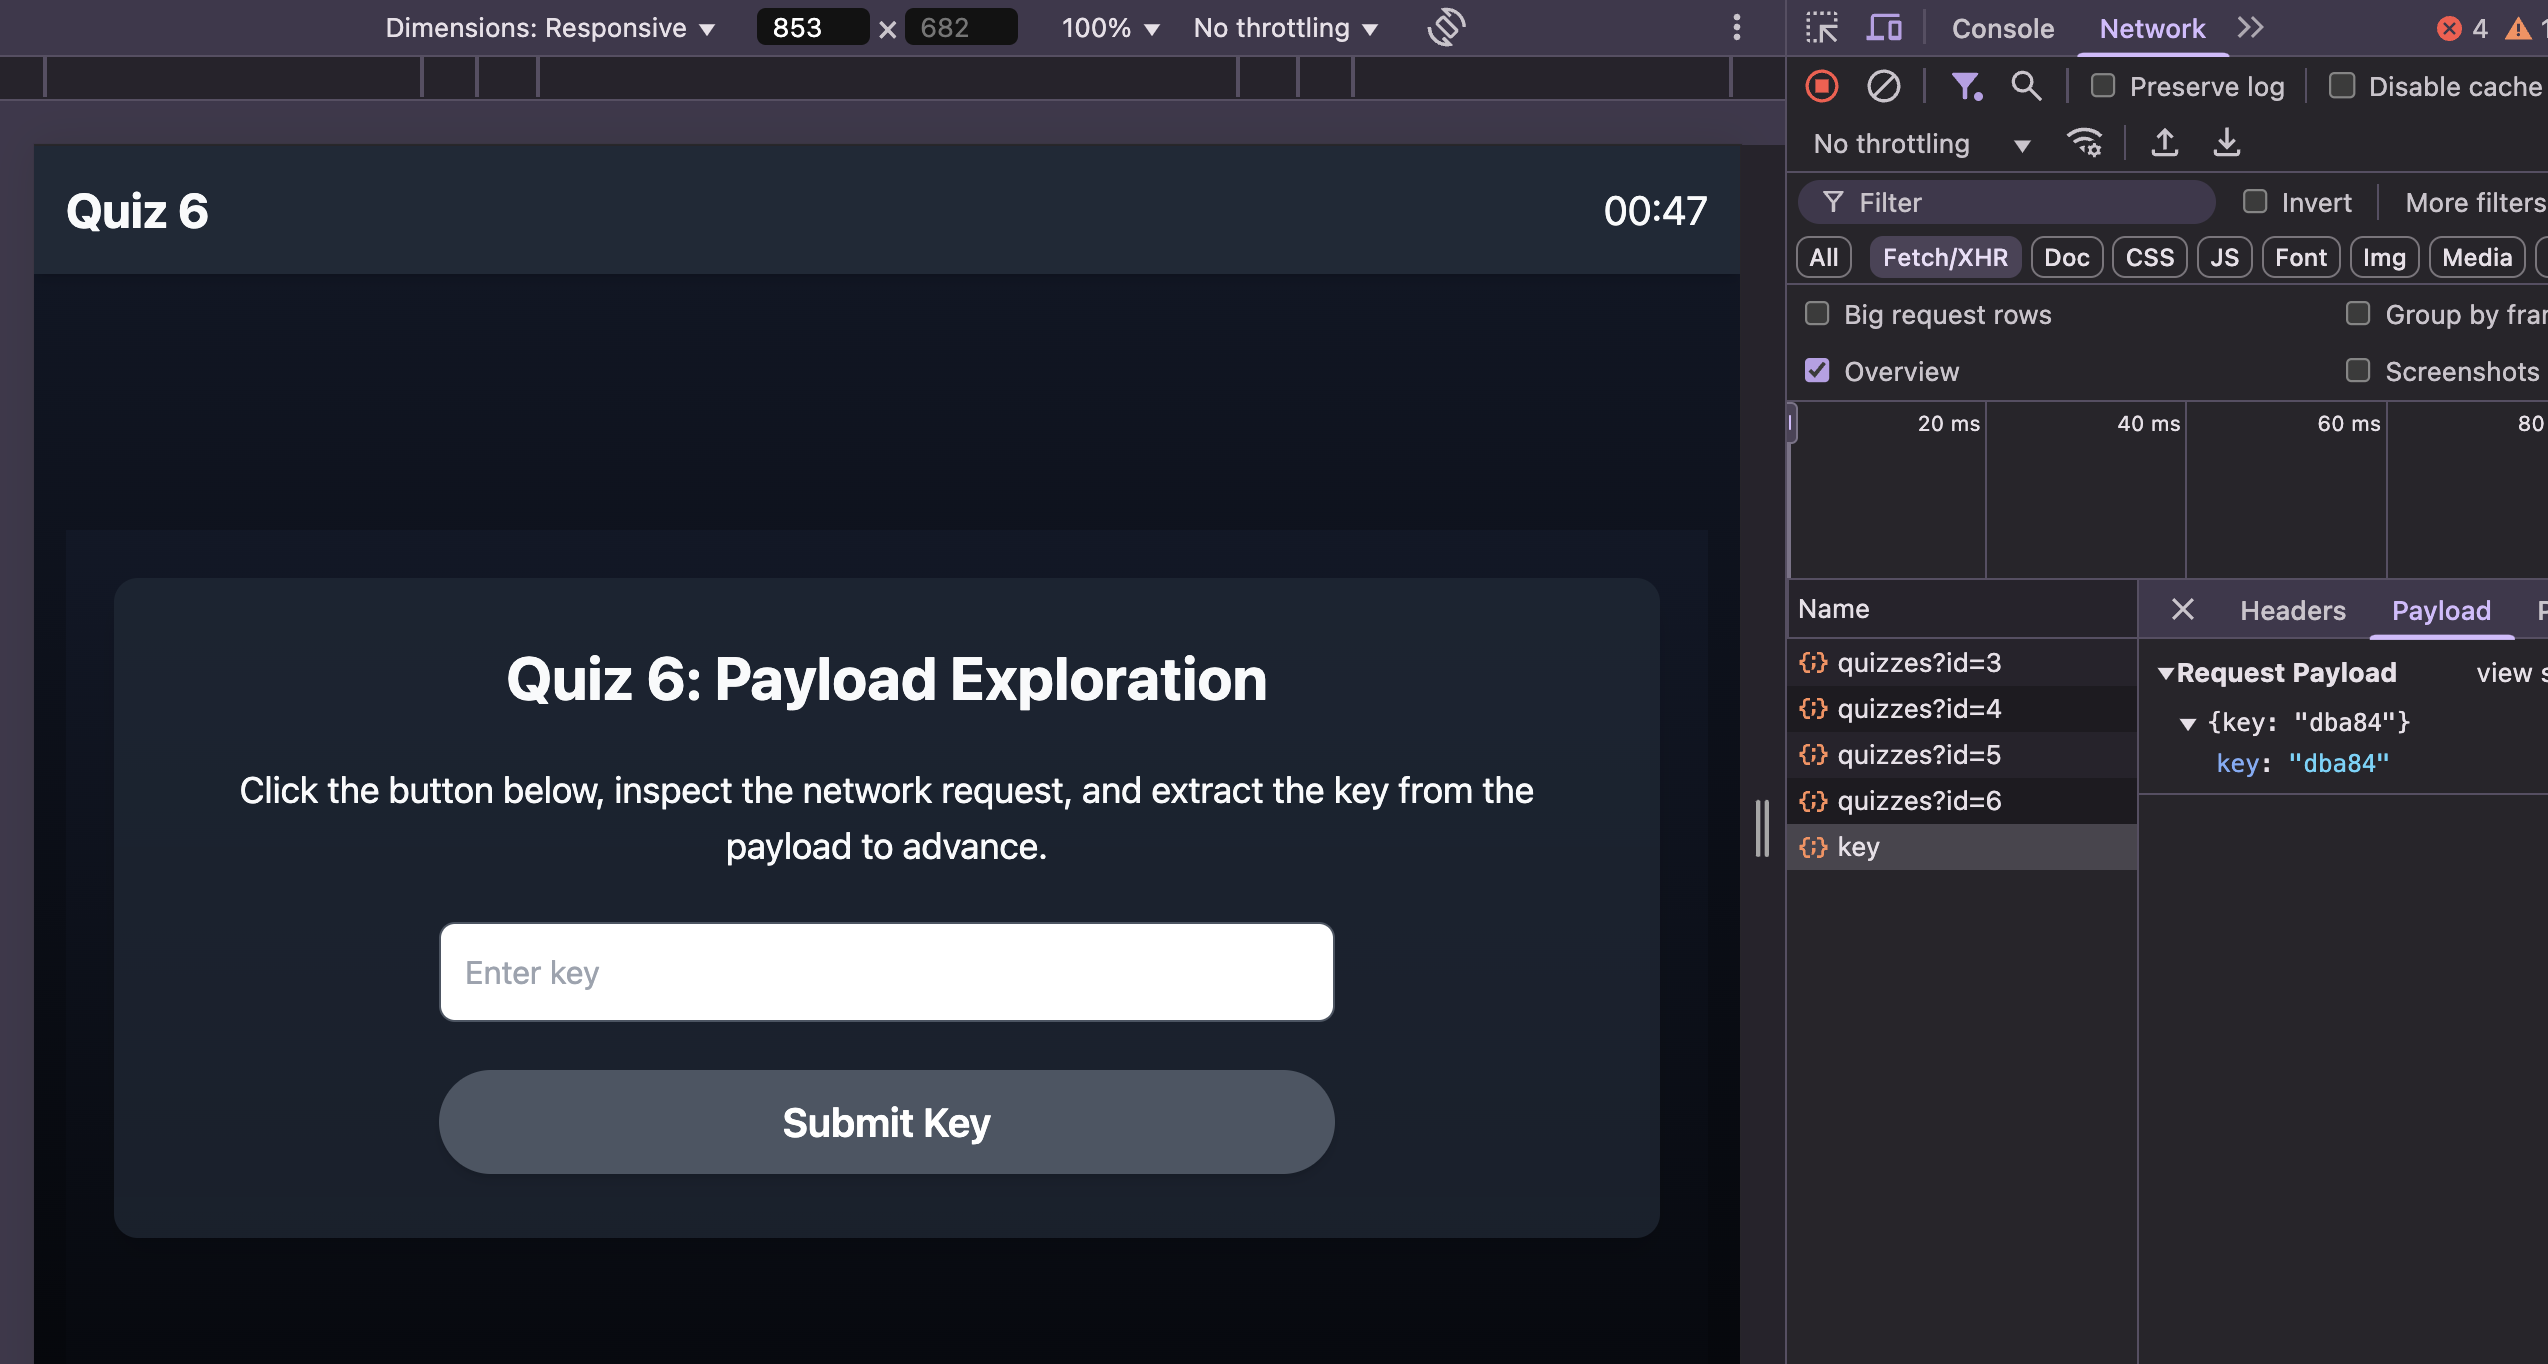 Dimensions: Responsive ▼ 853 × 682 100% ▼ No throttling ▼
Console Network 4
Preserve log Disable cache
No throttling ▼
Filter Invert More filters
All Fetch/XHR Doc CSS JS Font Img Media
Big request rows Group by fra
Overview Screenshots
20 ms 40 ms 60 ms 80
Name
quizzes?id=3
quizzes?id=4
quizzes?id=5
quizzes?id=6
key
Headers Payload
▼Request Payload view s
▼ {key: "dba84"}
key: "dba84"
Quiz 6 00:47
Quiz 6: Payload Exploration
Click the button below, inspect the network request, and extract the key from the
payload to advance.
Enter key
Submit Key